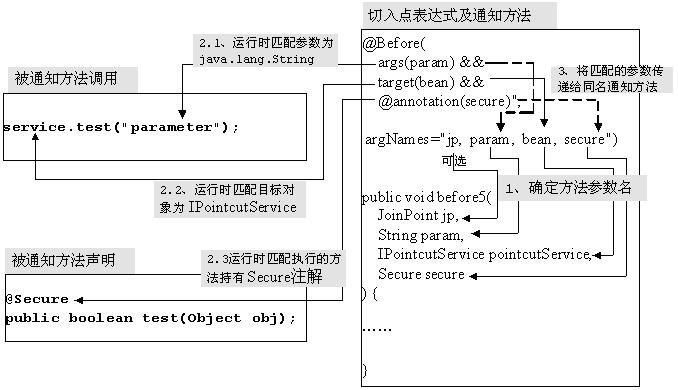 切入点表达式及通知方法
2.1、运行时匹配参数为
java.lang.String
@Before(
args(param) &&
target(bean) &&
@annotation(secure)",
3、将匹配的参数传
递给同名通知方法
被通知方法调用
service.test("parameter");
argNames="jp, param, bean, secure")
可选
2.2、运行时匹配目标对
象为 IPointcutService
1、确定方法参数名
public void before5(
JoinPoint jp,
String param,
IPointcutService pointcutService,
Secure secure
) {
……
}
被通知方法声明
2.3运行时匹配执行的方
法持有 Secure注解
@Secure
public boolean test(Object obj);